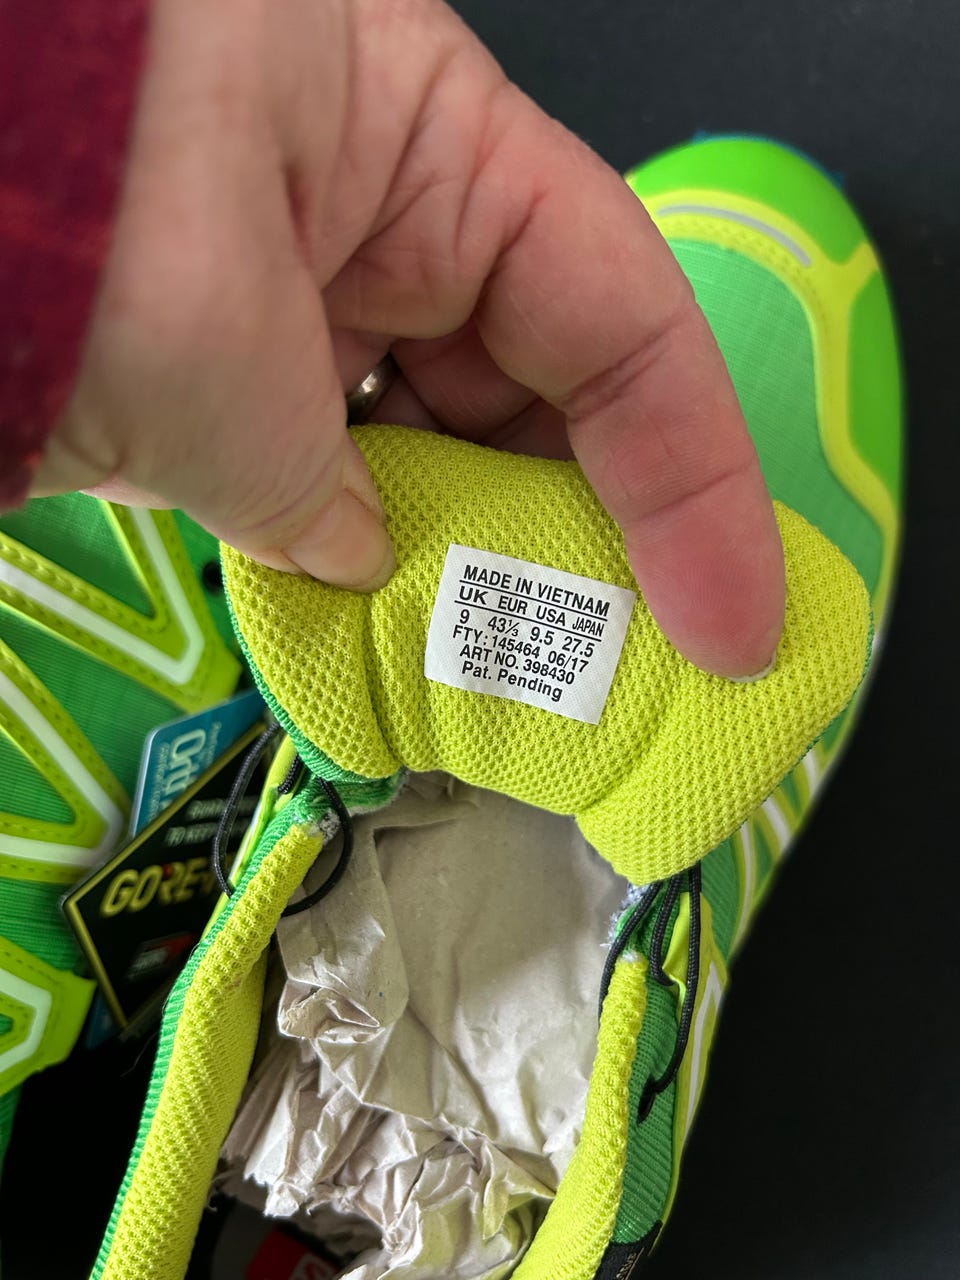 MADE IN VIETNAM
UK EUR USA JAPAN
9 43⅓ 9.5 27.5
FTY: 145464 06/17
ART NO. 398430
Pat. Pending
Ort
GORE-